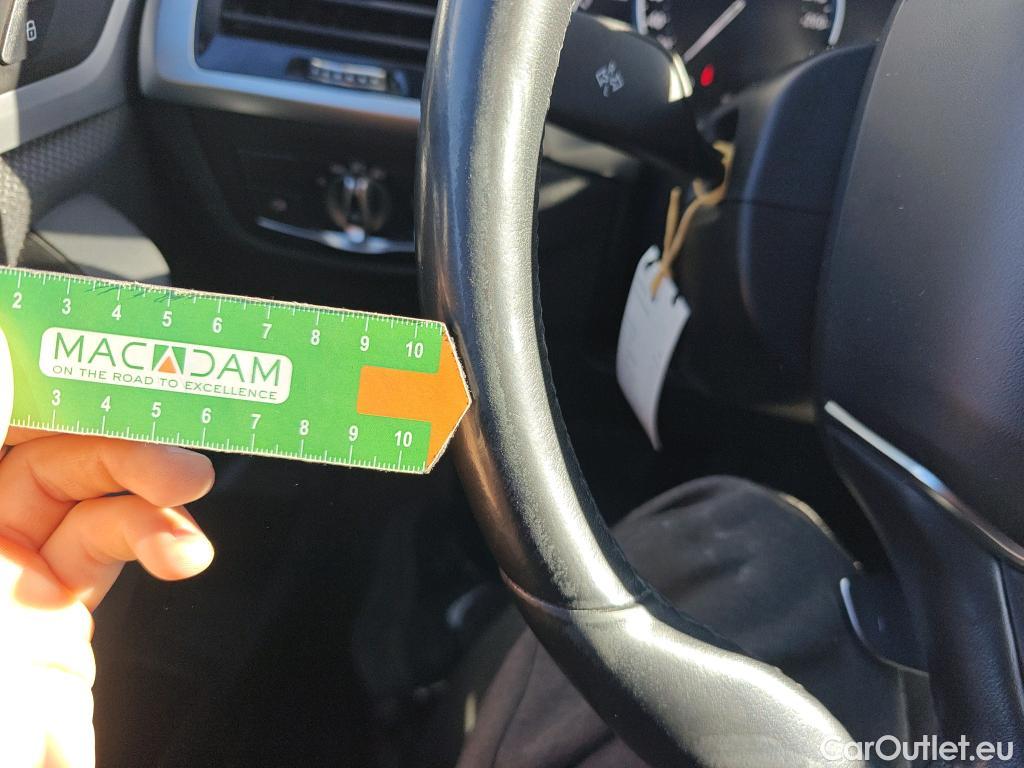 2 3 4 5 6 7 8 9 10
MACADAM
ON THE ROAD TO EXCELLENCE
3 4 5 6 7 8 9 10
CarOutlet.eu